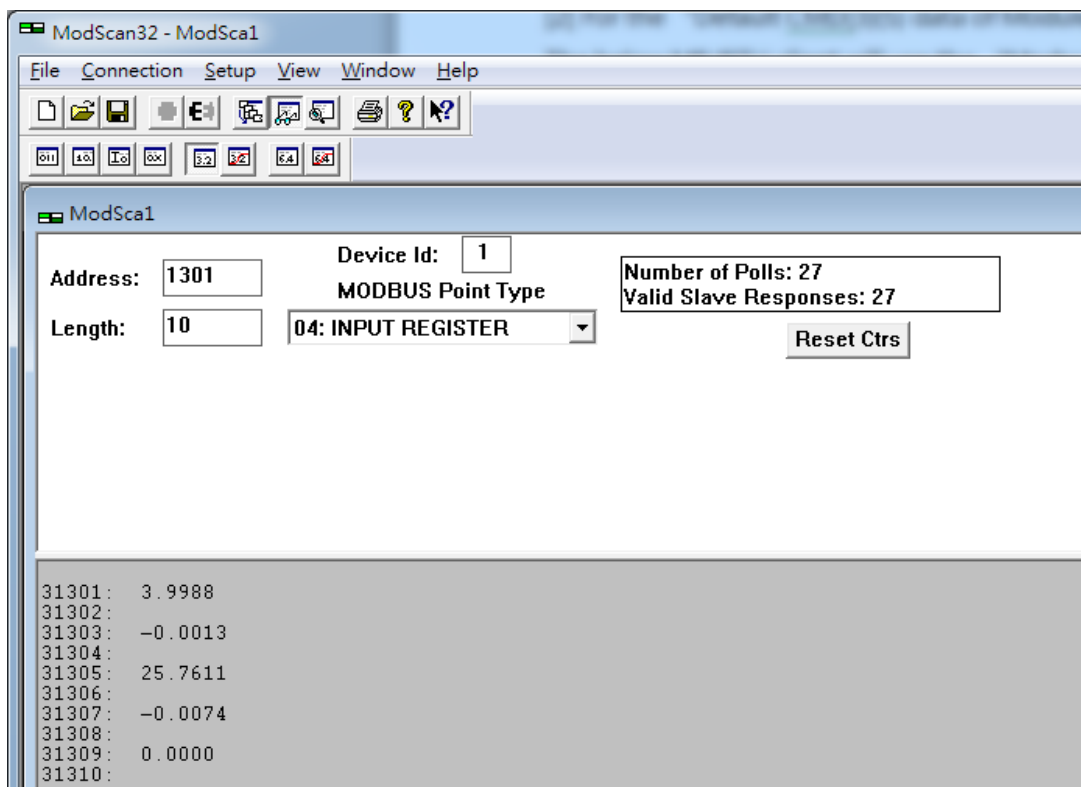 ModScan32 - ModSca1
File Connection Setup View Window Help
ModSca1
Address: 1301
Device Id: 1
MODBUS Point Type
Length: 10
04: INPUT REGISTER
Number of Polls: 27
Valid Slave Responses: 27
Reset Ctrs
31301: 3.9988
31302:
31303: -0.0013
31304:
31305: 25.7611
31306:
31307: -0.0074
31308:
31309: 0.0000
31310: